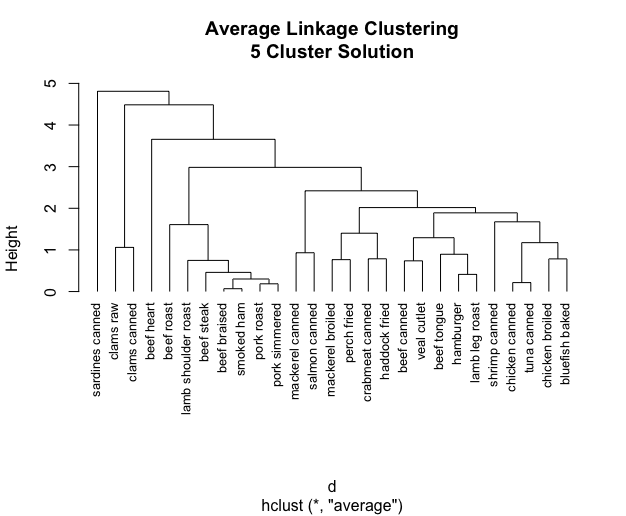 Average Linkage Clustering
5 Cluster Solution
Height
5
4
3
2
1
0
sardines canned
clams raw
clams canned
beef heart
beef roast
lamb shoulder roast
beef steak
beef braised
smoked ham
pork roast
pork simmered
mackerel canned
salmon canned
mackerel broiled
perch fried
crabmeat canned
haddock fried
beef canned
veal cutlet
beef tongue
hamburger
lamb leg roast
shrimp canned
chicken canned
tuna canned
chicken broiled
bluefish baked
d
hclust (*, "average")